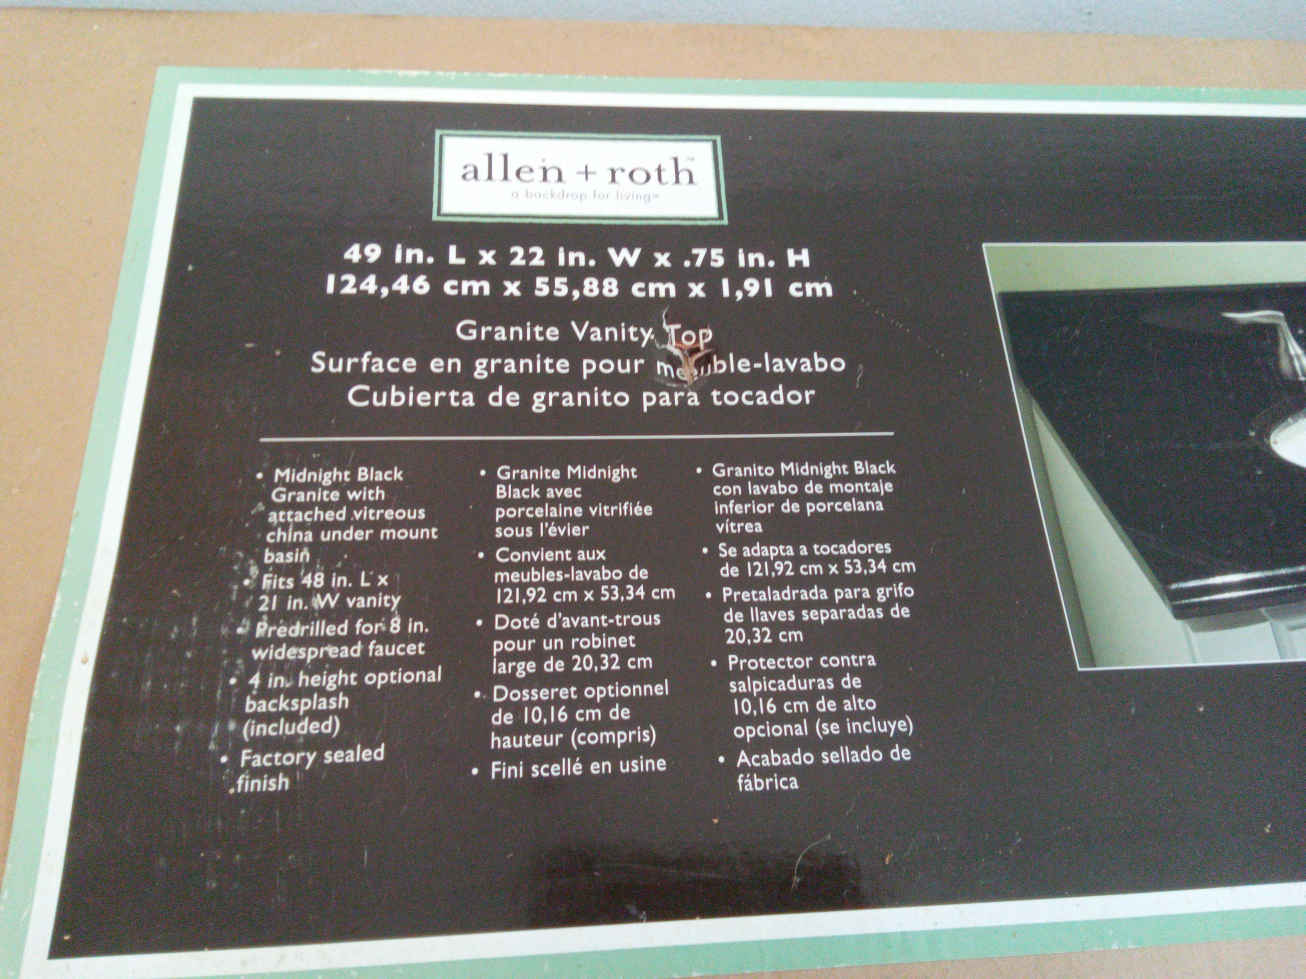 allen + roth™
a backdrop for living™
49 in. L x 22 in. W x .75 in. H
124,46 cm x 55,88 cm x 1,91 cm
Granite Vanity Top
Surface en granite pour meuble-lavabo
Cubierta de granito para tocador
• Midnight Black
Granite with
attached vitreous
china under mount
basin
• Fits 48 in. L x
21 in. W vanity
• Predrilled for 8 in.
widespread faucet
• 4 in. height optional
backsplash
(included)
• Factory sealed
finish
• Granite Midnight
Black avec
porcelaine vitrifiée
sous l'évier
• Convient aux
meubles-lavabo de
121,92 cm x 53,34 cm
• Doté d'avant-trous
pour un robinet
large de 20,32 cm
• Dosseret optionnel
de 10,16 cm de
hauteur (compris)
• Fini scellé en usine
• Granito Midnight Black
con lavabo de montaje
inferior de porcelana
vítrea
• Se adapta a tocadores
de 121,92 cm x 53,34 cm
• Pretaladrada para grifo
de llaves separadas de
20,32 cm
• Protector contra
salpicaduras de
10,16 cm de alto
opcional (se incluye)
• Acabado sellado de
fábrica